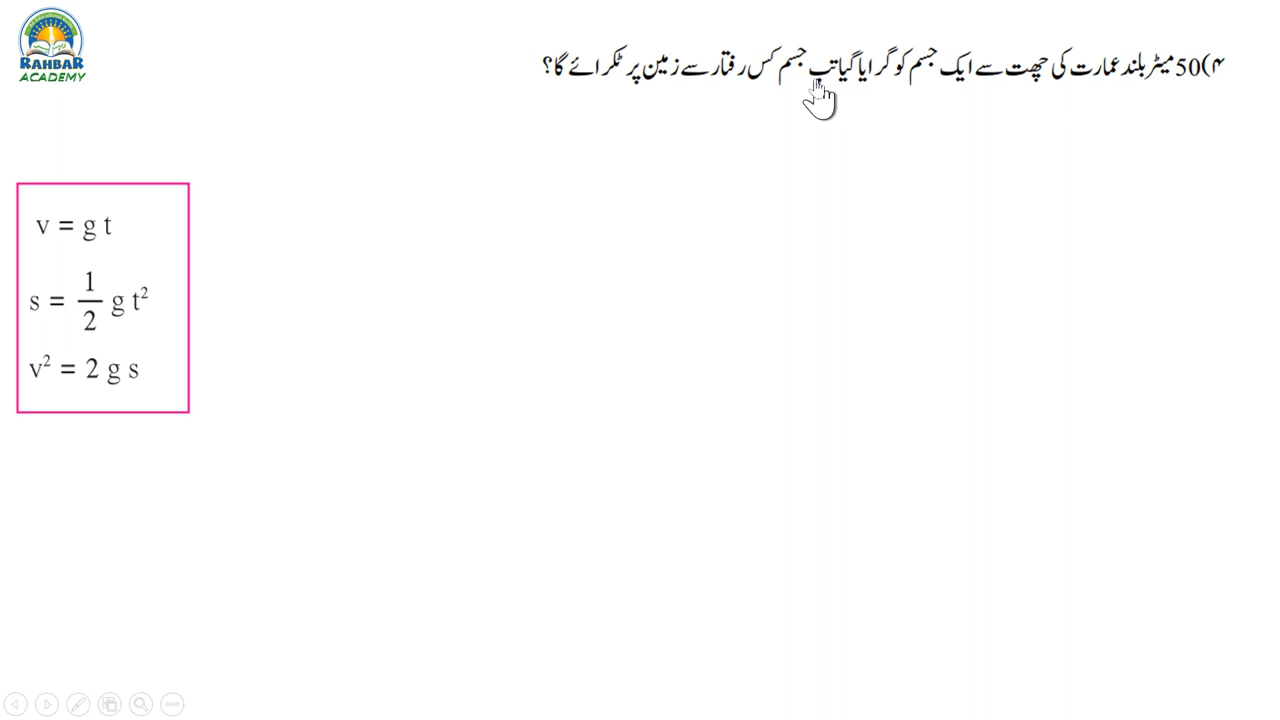 RAHBAR
ACADEMY
۴) 50 میٹر بلند عمارت کی چھت سے ایک جسم کو گرایا گیا تب جسم کس رفتار سے زمین پر ٹکرائے گا؟
v = g t
s = 1/2 g t²
v² = 2 g s